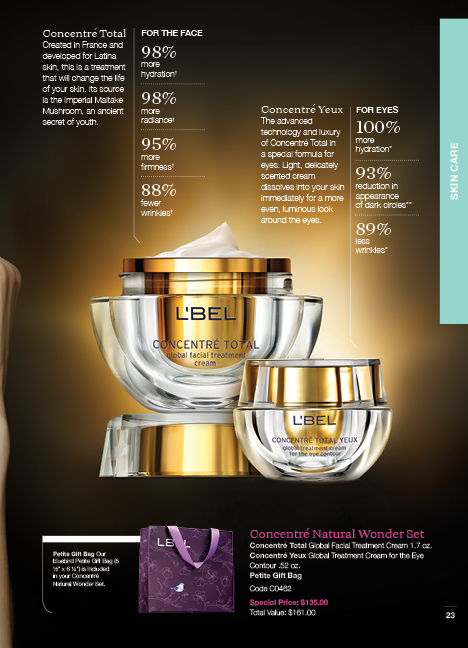 Concentré Total
Created in France and
developed for Latina
skin, this is a treatment
that will change the life
of your skin. Its source
is the Imperial Maitake
Mushroom, an ancient
secret of youth.
FOR THE FACE
98%
more
hydration†
98%
more
radiance†
95%
more
firmness†
88%
fewer
wrinkles†
Concentré Yeux
The advanced
technology and luxury
of Concentré Total in
a special formula for
eyes. Light, delicately
scented cream
dissolves into your skin
immediately for a more
even, luminous look
around the eyes.
FOR EYES
100%
more
hydration*
93%
reduction in
appearance
of dark circles**
89%
less
wrinkles*
SKIN CARE
L'BEL
CONCENTRÉ TOTAL
global facial treatment
cream
L'BEL
CONCENTRÉ TOTAL YEUX
global treatment cream
for the eye contour
Petite Gift Bag Our
bluebird Petite Gift Bag (5
½" x 6 ¼") is included
in your Concentré
Natural Wonder Set.
L'BEL
Concentré Natural Wonder Set
Concentré Total Global Facial Treatment Cream 1.7 oz.
Concentré Yeux Global Treatment Cream for the Eye
Contour .52 oz.
Petite Gift Bag
Code C0462
Special Price: $135.00
Total Value: $161.00
23